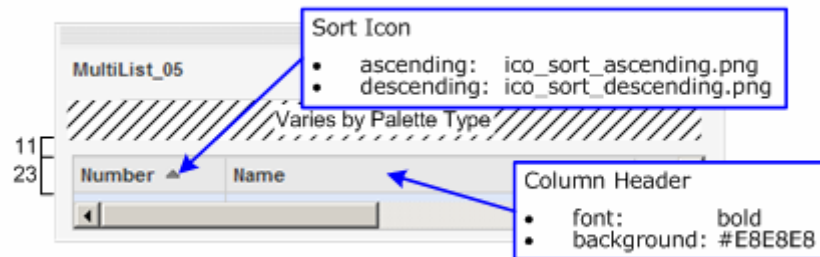 Sort Icon
• ascending: ico_sort_ascending.png
• descending: ico_sort_descending.png
MultiList_05
Varies by Palette Type
11
23
Number
Name
Column Header
• font: bold
• background: #E8E8E8